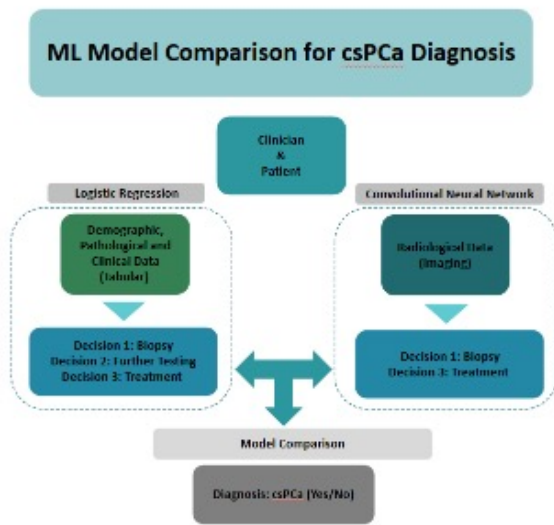 ML Model Comparison for csPCa Diagnosis
Clinician
&
Patient
Logistic Regression
Convolutional Neural Network
Demographic,
Pathological and
Clinical Data
(Tabular)
Radiological Data
(Imaging)
Decision 1: Biopsy
Decision 2: Further Testing
Decision 3: Treatment
Decision 1: Biopsy
Decision 3: Treatment
Model Comparison
Diagnosis: csPCa (Yes/No)